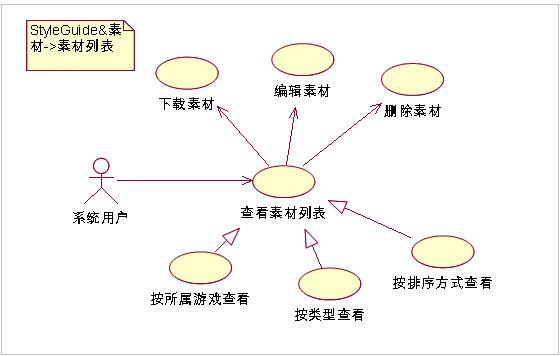 StyleGuide&素
材->素材列表
下载素材
编辑素材
删除素材
系统用户
查看素材列表
按所属游戏查看
按类型查看
按排序方式查看